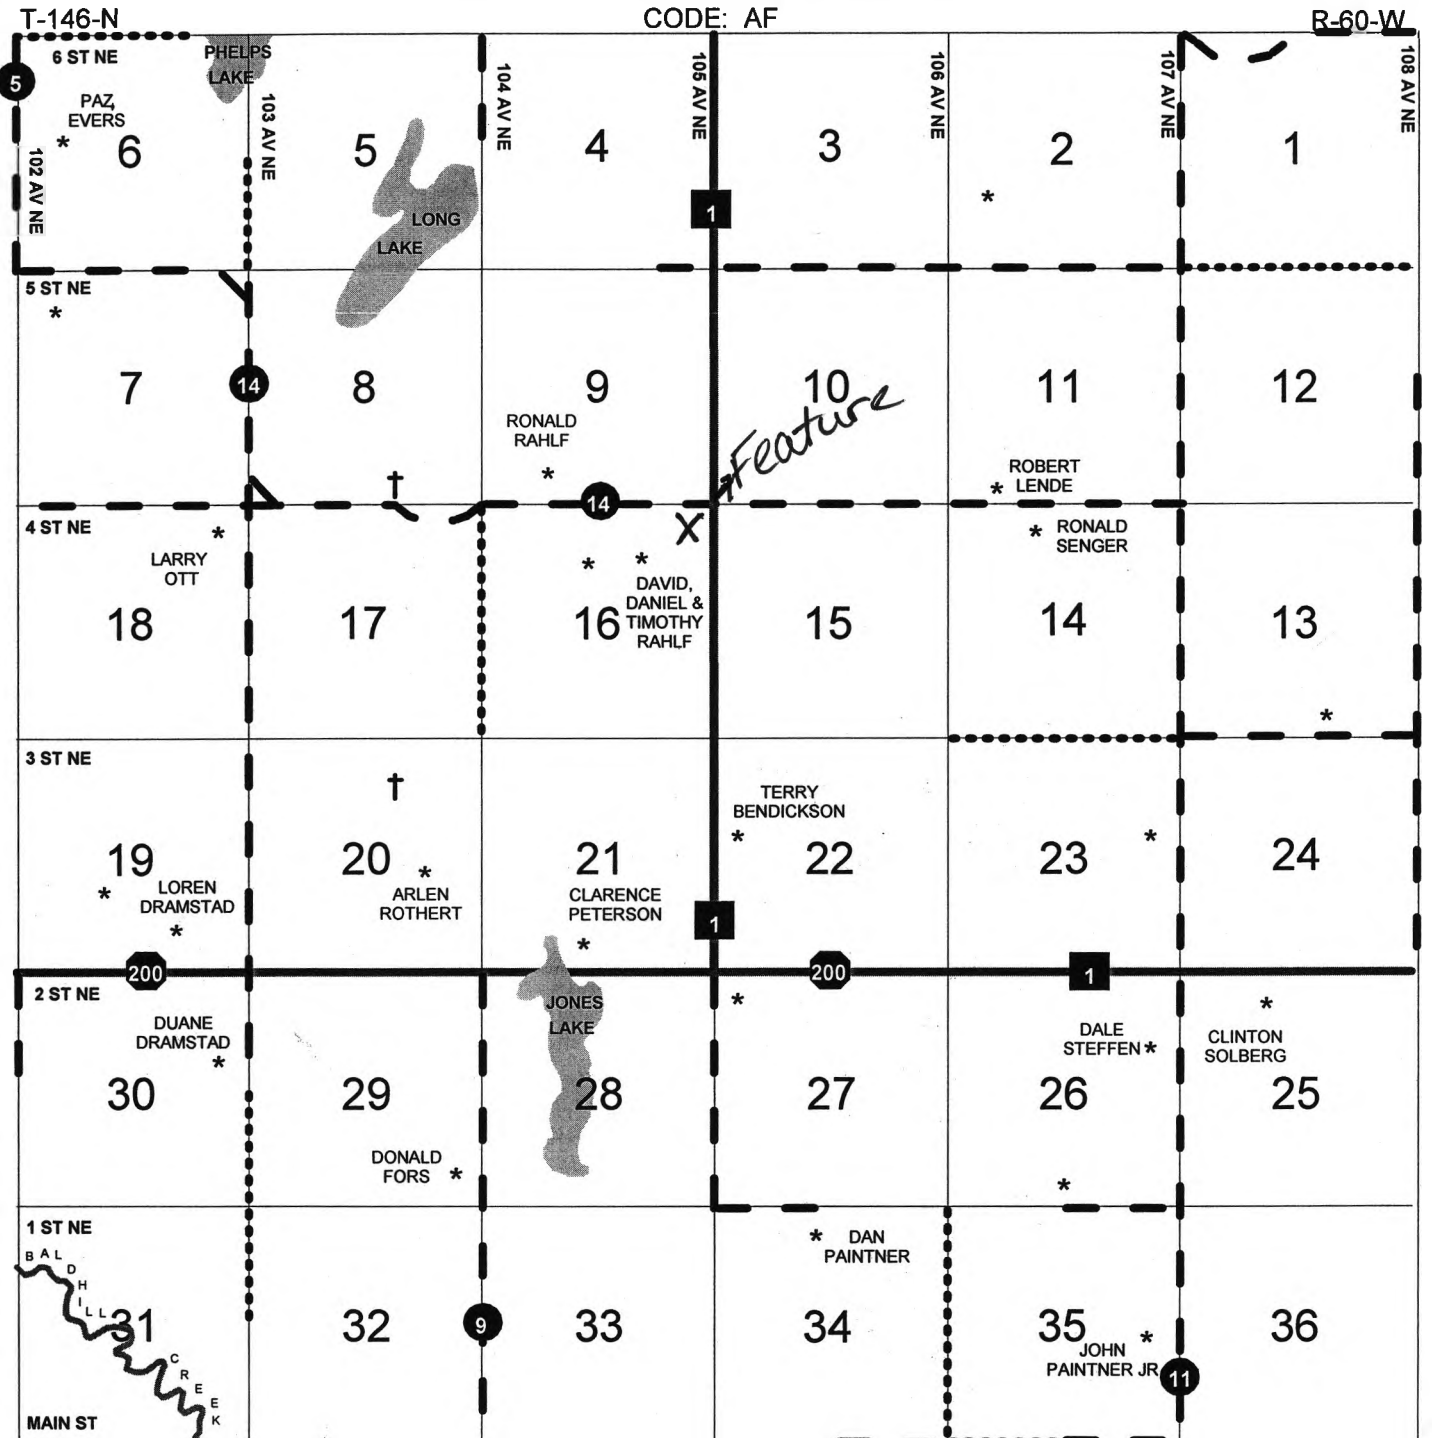 T-146-N CODE: AF R-60-W
6 ST NE
PHELPS
LAKE
5
PAZ,
EVERS
6
102 AV NE
103 AV NE
5
LONG
LAKE
104 AV NE
4
105 AV NE
1
3
106 AV NE
2
107 AV NE
1
108 AV NE
5 ST NE
7
14
8
9
RONALD
RAHLF
10
Feature
11
ROBERT
LENDE
12
4 ST NE
14
X
LARRY
OTT
18
17
16
DAVID,
DANIEL &
TIMOTHY
RAHLF
15
RONALD
SENGER
14
13
3 ST NE
19
LOREN
DRAMSTAD
20
ARLEN
ROTHERT
21
CLARENCE
PETERSON
TERRY
BENDICKSON
22
1
23
24
200
200
1
2 ST NE
DUANE
DRAMSTAD
30
29
DONALD
FORS
JONES
LAKE
28
27
DALE
STEFFEN
26
CLINTON
SOLBERG
25
1 ST NE
BALDHILL
CREEK
31
32
9
33
DAN
PAINTNER
34
35
JOHN
PAINTNER JR
11
36
MAIN ST